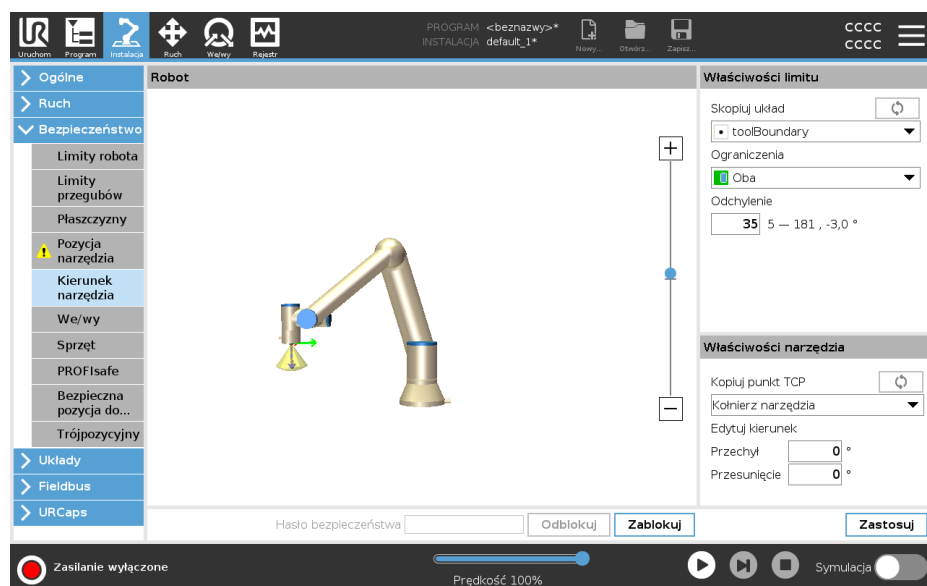 PROGRAM <beznazwy>*
INSTALACJA default_1*
Uruchom
Program
Instalacja
Ruch
We/wy
Rejestr
Nowy...
Otwórz...
Zapisz...
CCCC
CCCC
Ogólne
Ruch
Bezpieczeństwo
Limity robota
Limity
przegubów
Płaszczyzny
Pozycja
narzędzia
Kierunek
narzędzia
We/wy
Sprzęt
PROFIsafe
Bezpieczna
pozycja do...
Trójpozycyjny
Układy
Fieldbus
URCaps
Robot
Właściwości limitu
Skopiuj układ
toolBoundary
Ograniczenia
Oba
Odchylenie
35 5 — 181 , -3,0 °
Właściwości narzędzia
Kopiuj punkt TCP
Kołnierz narzędzia
Edytuj kierunek
Przechył 0 °
Przesunięcie 0 °
Hasło bezpieczeństwa
Odblokuj
Zablokuj
Zastosuj
Zasilanie wyłączone
Prędkość 100%
Symulacja